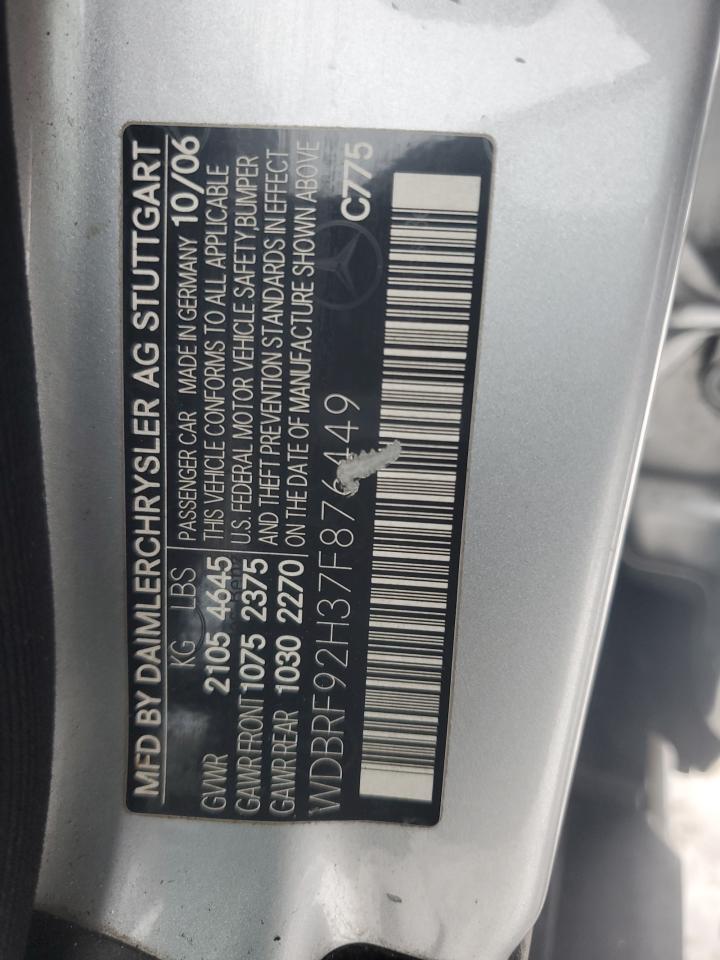 MFD BY DAIMLERCHRYSLER AG STUTTGART
KG LBS PASSENGER CAR MADE IN GERMANY 10/06
GVWR 2105 4645 THIS VEHICLE CONFORMS TO ALL APPLICABLE
U.S. FEDERAL MOTOR VEHICLE SAFETY,BUMPER
GAWR FRONT 1075 2375 AND THEFT PREVENTION STANDARDS IN EFFECT
GAWR REAR 1030 2270 ON THE DATE OF MANUFACTURE SHOWN ABOVE
WDBRF92H37F876449 C775